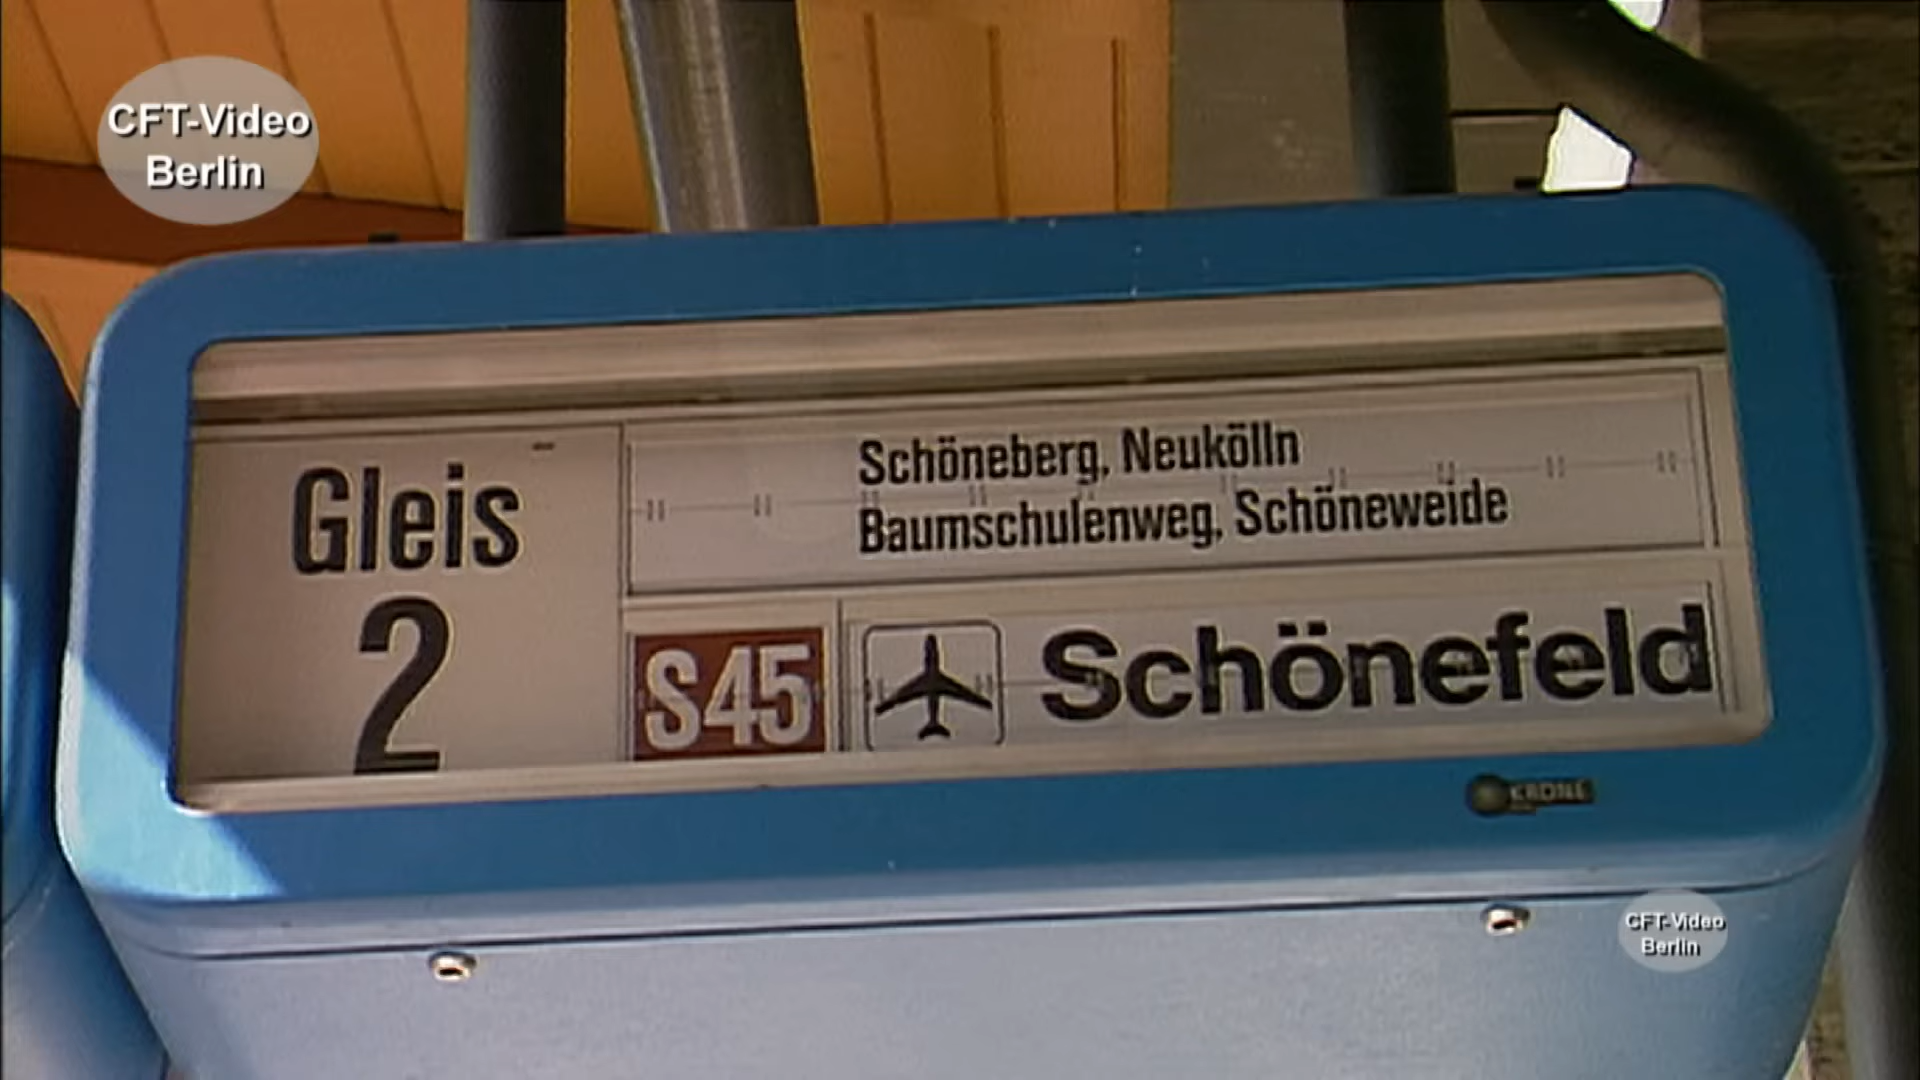 CFT-Video
Berlin
Gleis
2
Schöneberg, Neukölln
Baumschulenweg, Schöneweide
S45
Schönefeld
KRONE
CFT-Video
Berlin